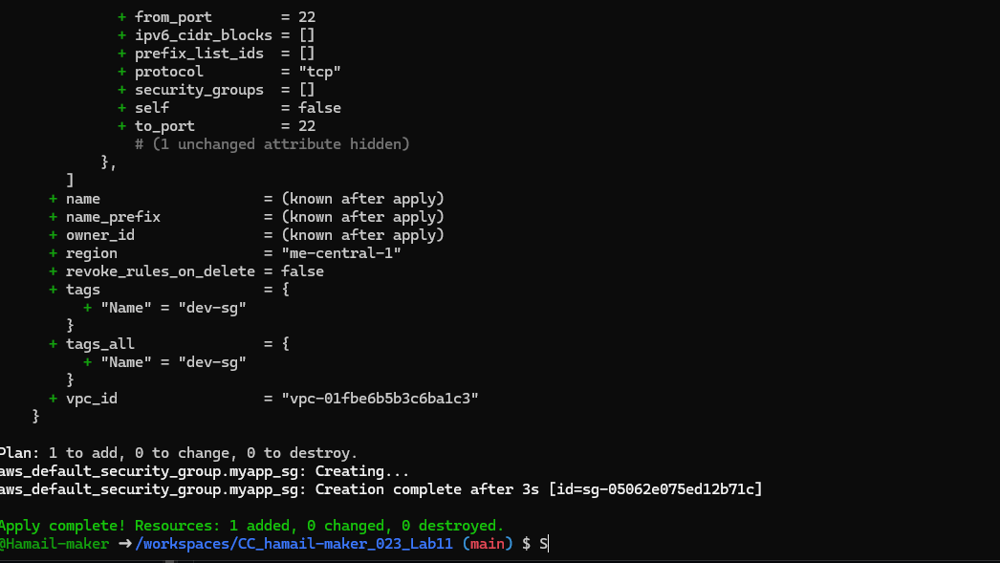 + from_port        = 22
+ ipv6_cidr_blocks = []
+ prefix_list_ids  = []
+ protocol         = "tcp"
+ security_groups  = []
+ self             = false
+ to_port          = 22
# (1 unchanged attribute hidden)
},
]
+ name                   = (known after apply)
+ name_prefix            = (known after apply)
+ owner_id               = (known after apply)
+ region                 = "me-central-1"
+ revoke_rules_on_delete = false
+ tags                   = {
+ "Name" = "dev-sg"
}
+ tags_all               = {
+ "Name" = "dev-sg"
}
+ vpc_id                 = "vpc-01fbe6b5b3c6ba1c3"
}
Plan: 1 to add, 0 to change, 0 to destroy.
aws_default_security_group.myapp_sg: Creating...
aws_default_security_group.myapp_sg: Creation complete after 3s [id=sg-05062e075ed12b71c]
Apply complete! Resources: 1 added, 0 changed, 0 destroyed.
@Hamail-maker ➜ /workspaces/CC_hamail-maker_023_Lab11 (main) $ S